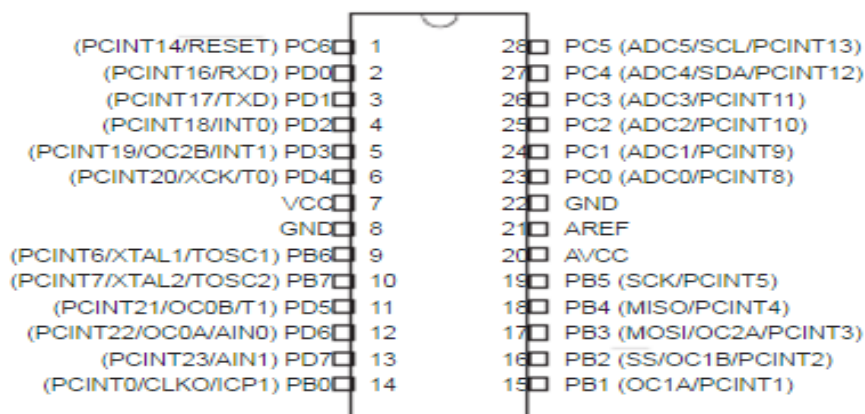 (PCINT14/RESET) PC6 1 28 PC5 (ADC5/SCL/PCINT13)
(PCINT16/RXD) PD0 2 27 PC4 (ADC4/SDA/PCINT12)
(PCINT17/TXD) PD1 3 26 PC3 (ADC3/PCINT11)
(PCINT18/INT0) PD2 4 25 PC2 (ADC2/PCINT10)
(PCINT19/OC2B/INT1) PD3 5 24 PC1 (ADC1/PCINT9)
(PCINT20/XCK/T0) PD4 6 23 PC0 (ADC0/PCINT8)
VCC 7 22 GND
GND 8 21 AREF
(PCINT6/XTAL1/TOSC1) PB6 9 20 AVCC
(PCINT7/XTAL2/TOSC2) PB7 10 19 PB5 (SCK/PCINT5)
(PCINT21/OC0B/T1) PD5 11 18 PB4 (MISO/PCINT4)
(PCINT22/OC0A/AIN0) PD6 12 17 PB3 (MOSI/OC2A/PCINT3)
(PCINT23/AIN1) PD7 13 16 PB2 (SS/OC1B/PCINT2)
(PCINT0/CLKO/ICP1) PB0 14 15 PB1 (OC1A/PCINT1)